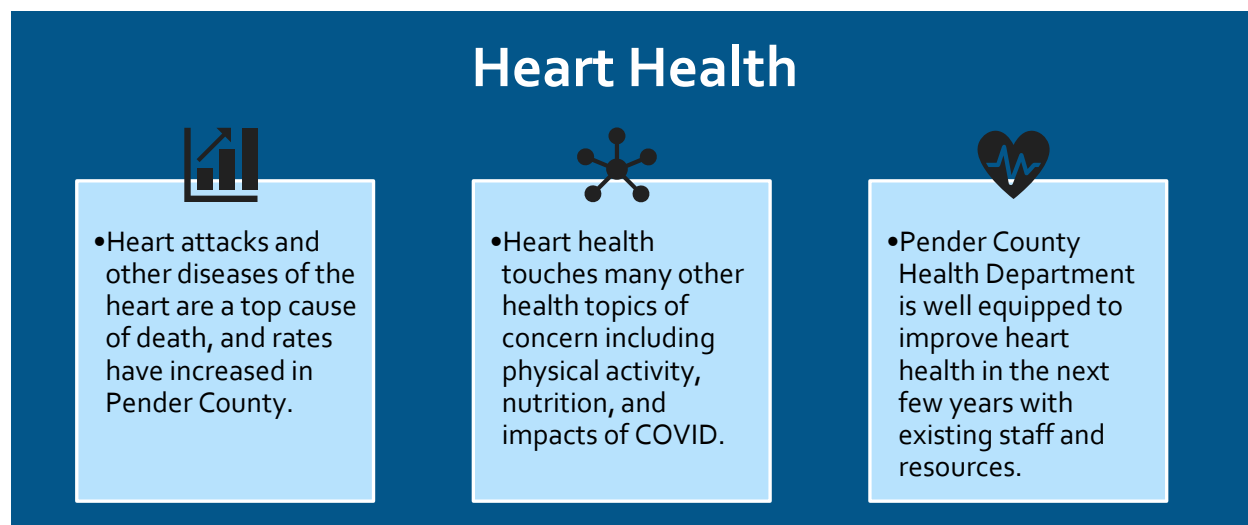 Heart Health
•Heart attacks and
other diseases of the
heart are a top cause
of death, and rates
have increased in
Pender County.
•Heart health
touches many other
health topics of
concern including
physical activity,
nutrition, and
impacts of COVID.
•Pender County
Health Department
is well equipped to
improve heart
health in the next
few years with
existing staff and
resources.